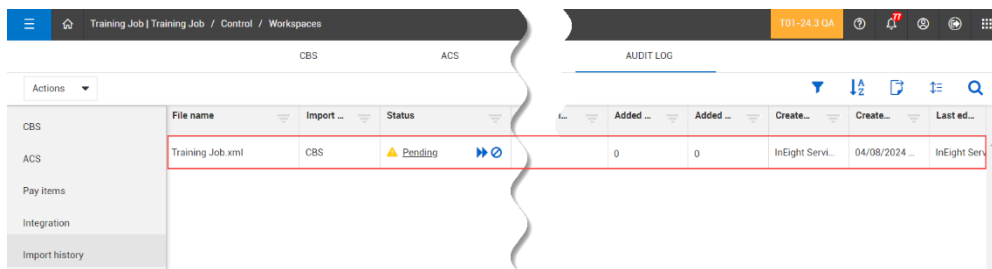 Training Job | Training Job / Control / Workspaces
T01-24.3 QA
77
CBS
ACS
AUDIT LOG
Actions
CBS
ACS
Pay items
Integration
Import history
File name
Import ...
Status
Added ...
Added ...
Create...
Create...
Last ed...
Training Job.xml
CBS
Pending
0
0
InEight Servi...
04/08/2024 ...
InEight Serv